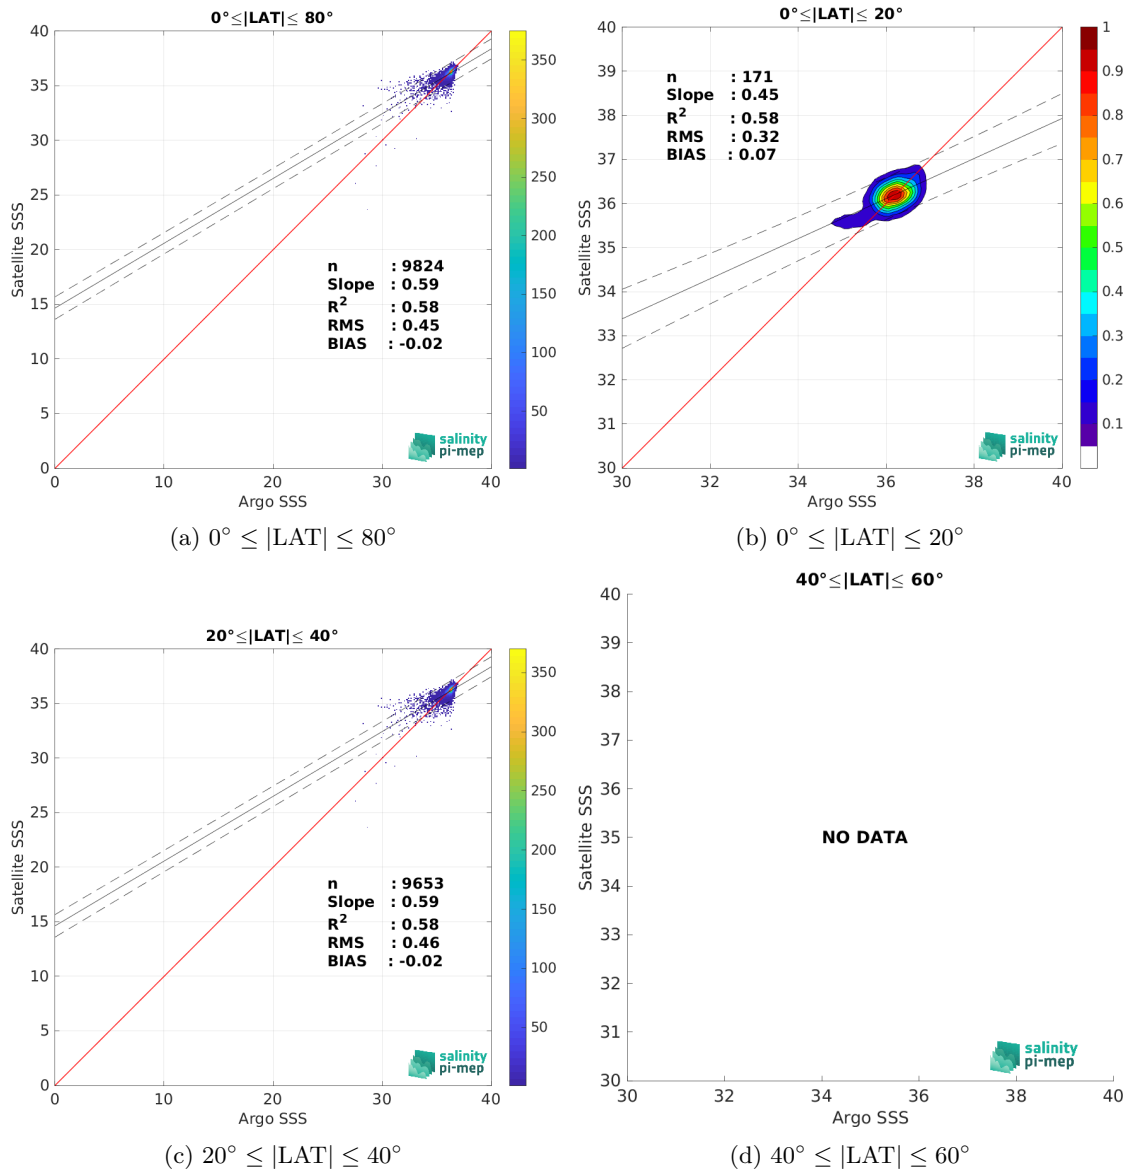 0°≤|LAT|≤ 80°
40
35
30
25
20
15
10
5
0
0
10
20
30
40
Satellite SSS
Argo SSS
n : 9824
Slope : 0.59
R² : 0.58
RMS : 0.45
BIAS : -0.02
350
300
250
200
150
100
50
salinity
pi-mep
(a) 0° ≤ |LAT| ≤ 80°
0°≤|LAT|≤ 20°
40
39
38
37
36
35
34
33
32
31
30
30
32
34
36
38
40
Satellite SSS
Argo SSS
n : 171
Slope : 0.45
R² : 0.58
RMS : 0.32
BIAS : 0.07
1
0.9
0.8
0.7
0.6
0.5
0.4
0.3
0.2
0.1
salinity
pi-mep
(b) 0° ≤ |LAT| ≤ 20°
20°≤|LAT|≤ 40°
40
35
30
25
20
15
10
5
0
0
10
20
30
40
Satellite SSS
Argo SSS
n : 9653
Slope : 0.59
R² : 0.58
RMS : 0.46
BIAS : -0.02
350
300
250
200
150
100
50
salinity
pi-mep
(c) 20° ≤ |LAT| ≤ 40°
40°≤|LAT|≤ 60°
40
39
38
37
36
35
34
33
32
31
30
30
32
34
36
38
40
Satellite SSS
Argo SSS
NO DATA
salinity
pi-mep
(d) 40° ≤ |LAT| ≤ 60°